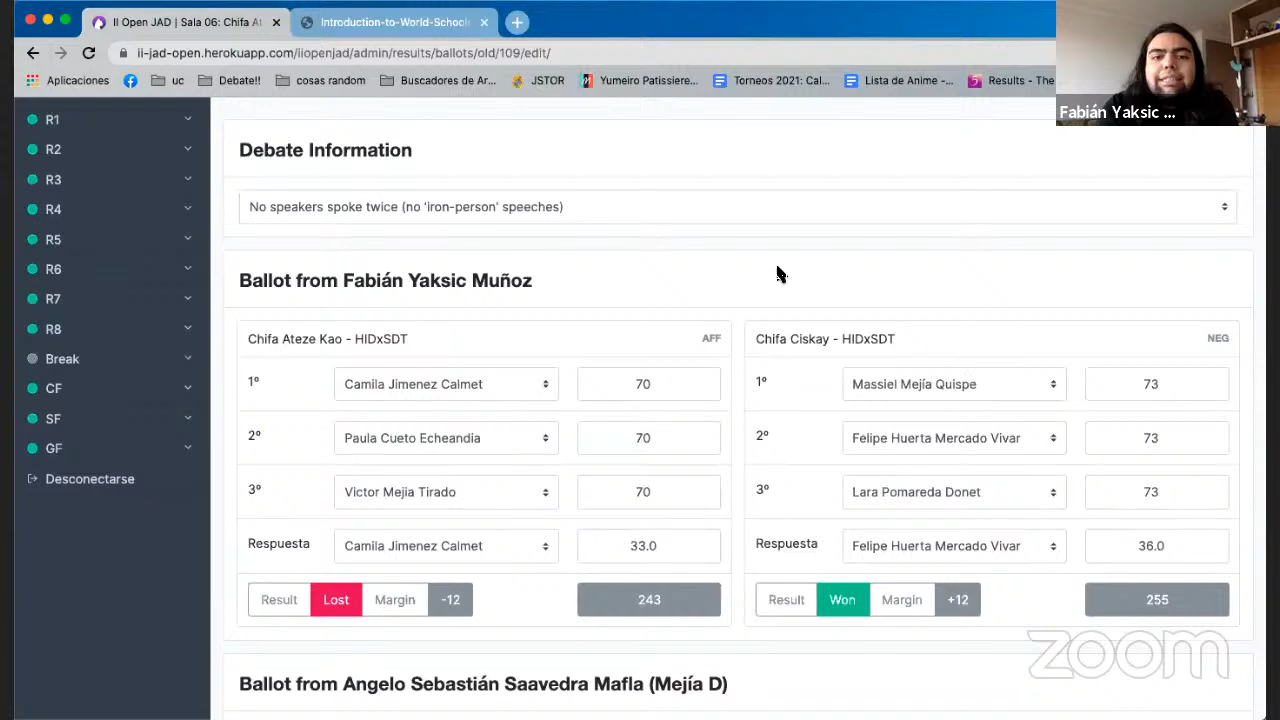 II Open JAD | Sala 06: Chifa At
Introduction-to-World-School
ii-jad-open.herokuapp.com/iiopenjad/admin/results/ballots/old/109/edit/
Aplicaciones uc Debate!! cosas random Buscadores de Ar... JSTOR Yumeiro Patissiere... Torneos 2021: Cal... Lista de Anime -... Results - The
Fabián Yaksic ...
R1
R2
R3
R4
R5
R6
R7
R8
Break
CF
SF
GF
Desconectarse
Debate Information
No speakers spoke twice (no 'iron-person' speeches)
Ballot from Fabián Yaksic Muñoz
Chifa Ateze Kao - HIDxSDT AFF
1º Camila Jimenez Calmet 70
2º Paula Cueto Echeandia 70
3º Victor Mejia Tirado 70
Respuesta Camila Jimenez Calmet 33.0
Result Lost Margin -12 243
Chifa Ciskay - HIDxSDT NEG
1º Massiel Mejía Quispe 73
2º Felipe Huerta Mercado Vivar 73
3º Lara Pomareda Donet 73
Respuesta Felipe Huerta Mercado Vivar 36.0
Result Won Margin +12 255
zoom
Ballot from Angelo Sebastián Saavedra Mafla (Mejía D)